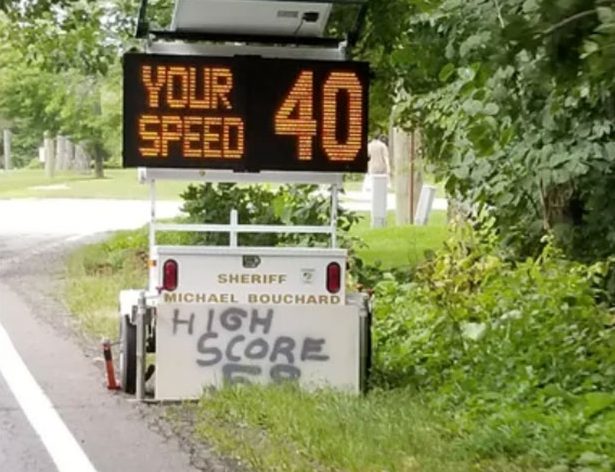 YOUR
SPEED
40
SHERIFF
MICHAEL BOUCHARD
HIGH
SCORE